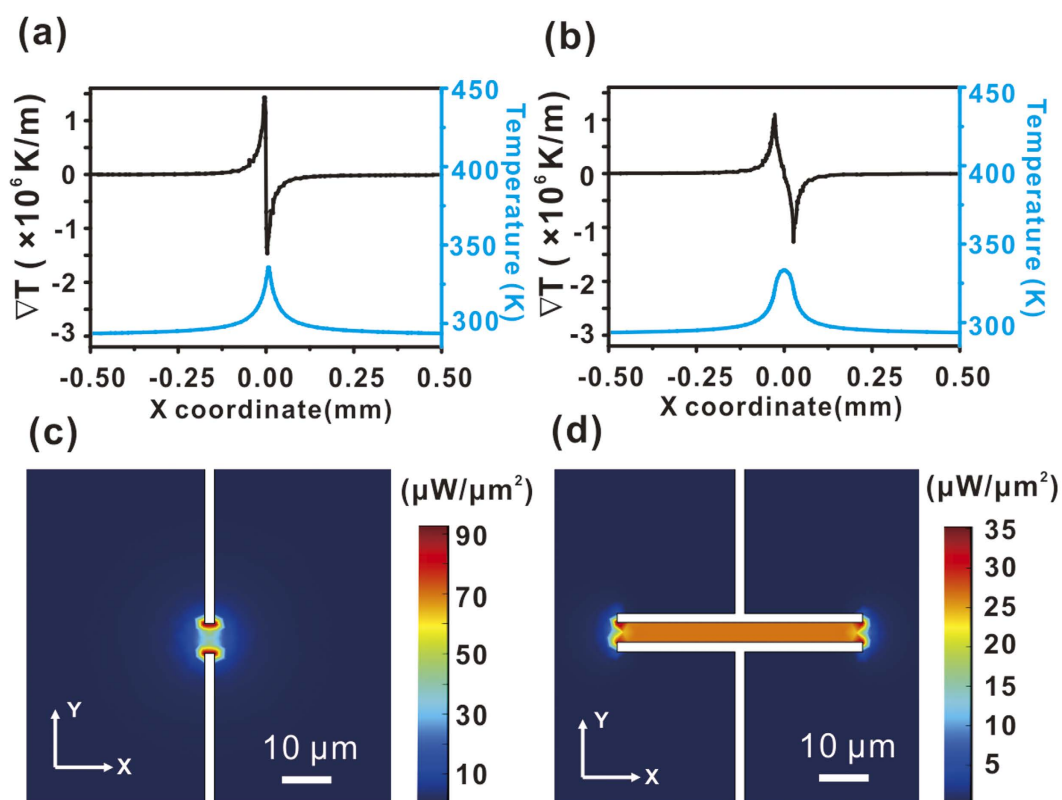 (a)
∇T ( ×10⁶ K/m)
1
0
-1
-2
-3
450
400
350
300
Temperature (K)
-0.50 -0.25 0.00 0.25 0.50
X coordinate(mm)
(b)
∇T ( ×10⁶ K/m)
1
0
-1
-2
-3
450
400
350
300
Temperature (K)
-0.50 -0.25 0.00 0.25 0.50
X coordinate(mm)
(c)
(μW/μm²)
90
70
50
30
10
Y
X
10 μm
(d)
(μW/μm²)
35
30
25
20
15
10
5
Y
X
10 μm